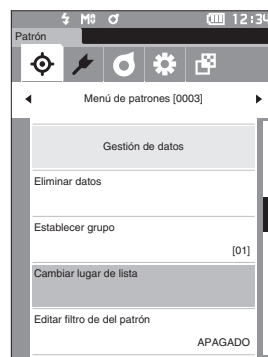 M 12:34
Patrón
Menú de patrones [0003]
Gestión de datos
Eliminar datos
Establecer grupo
[01]
Cambiar lugar de lista
Editar filtro de del patrón
APAGADO